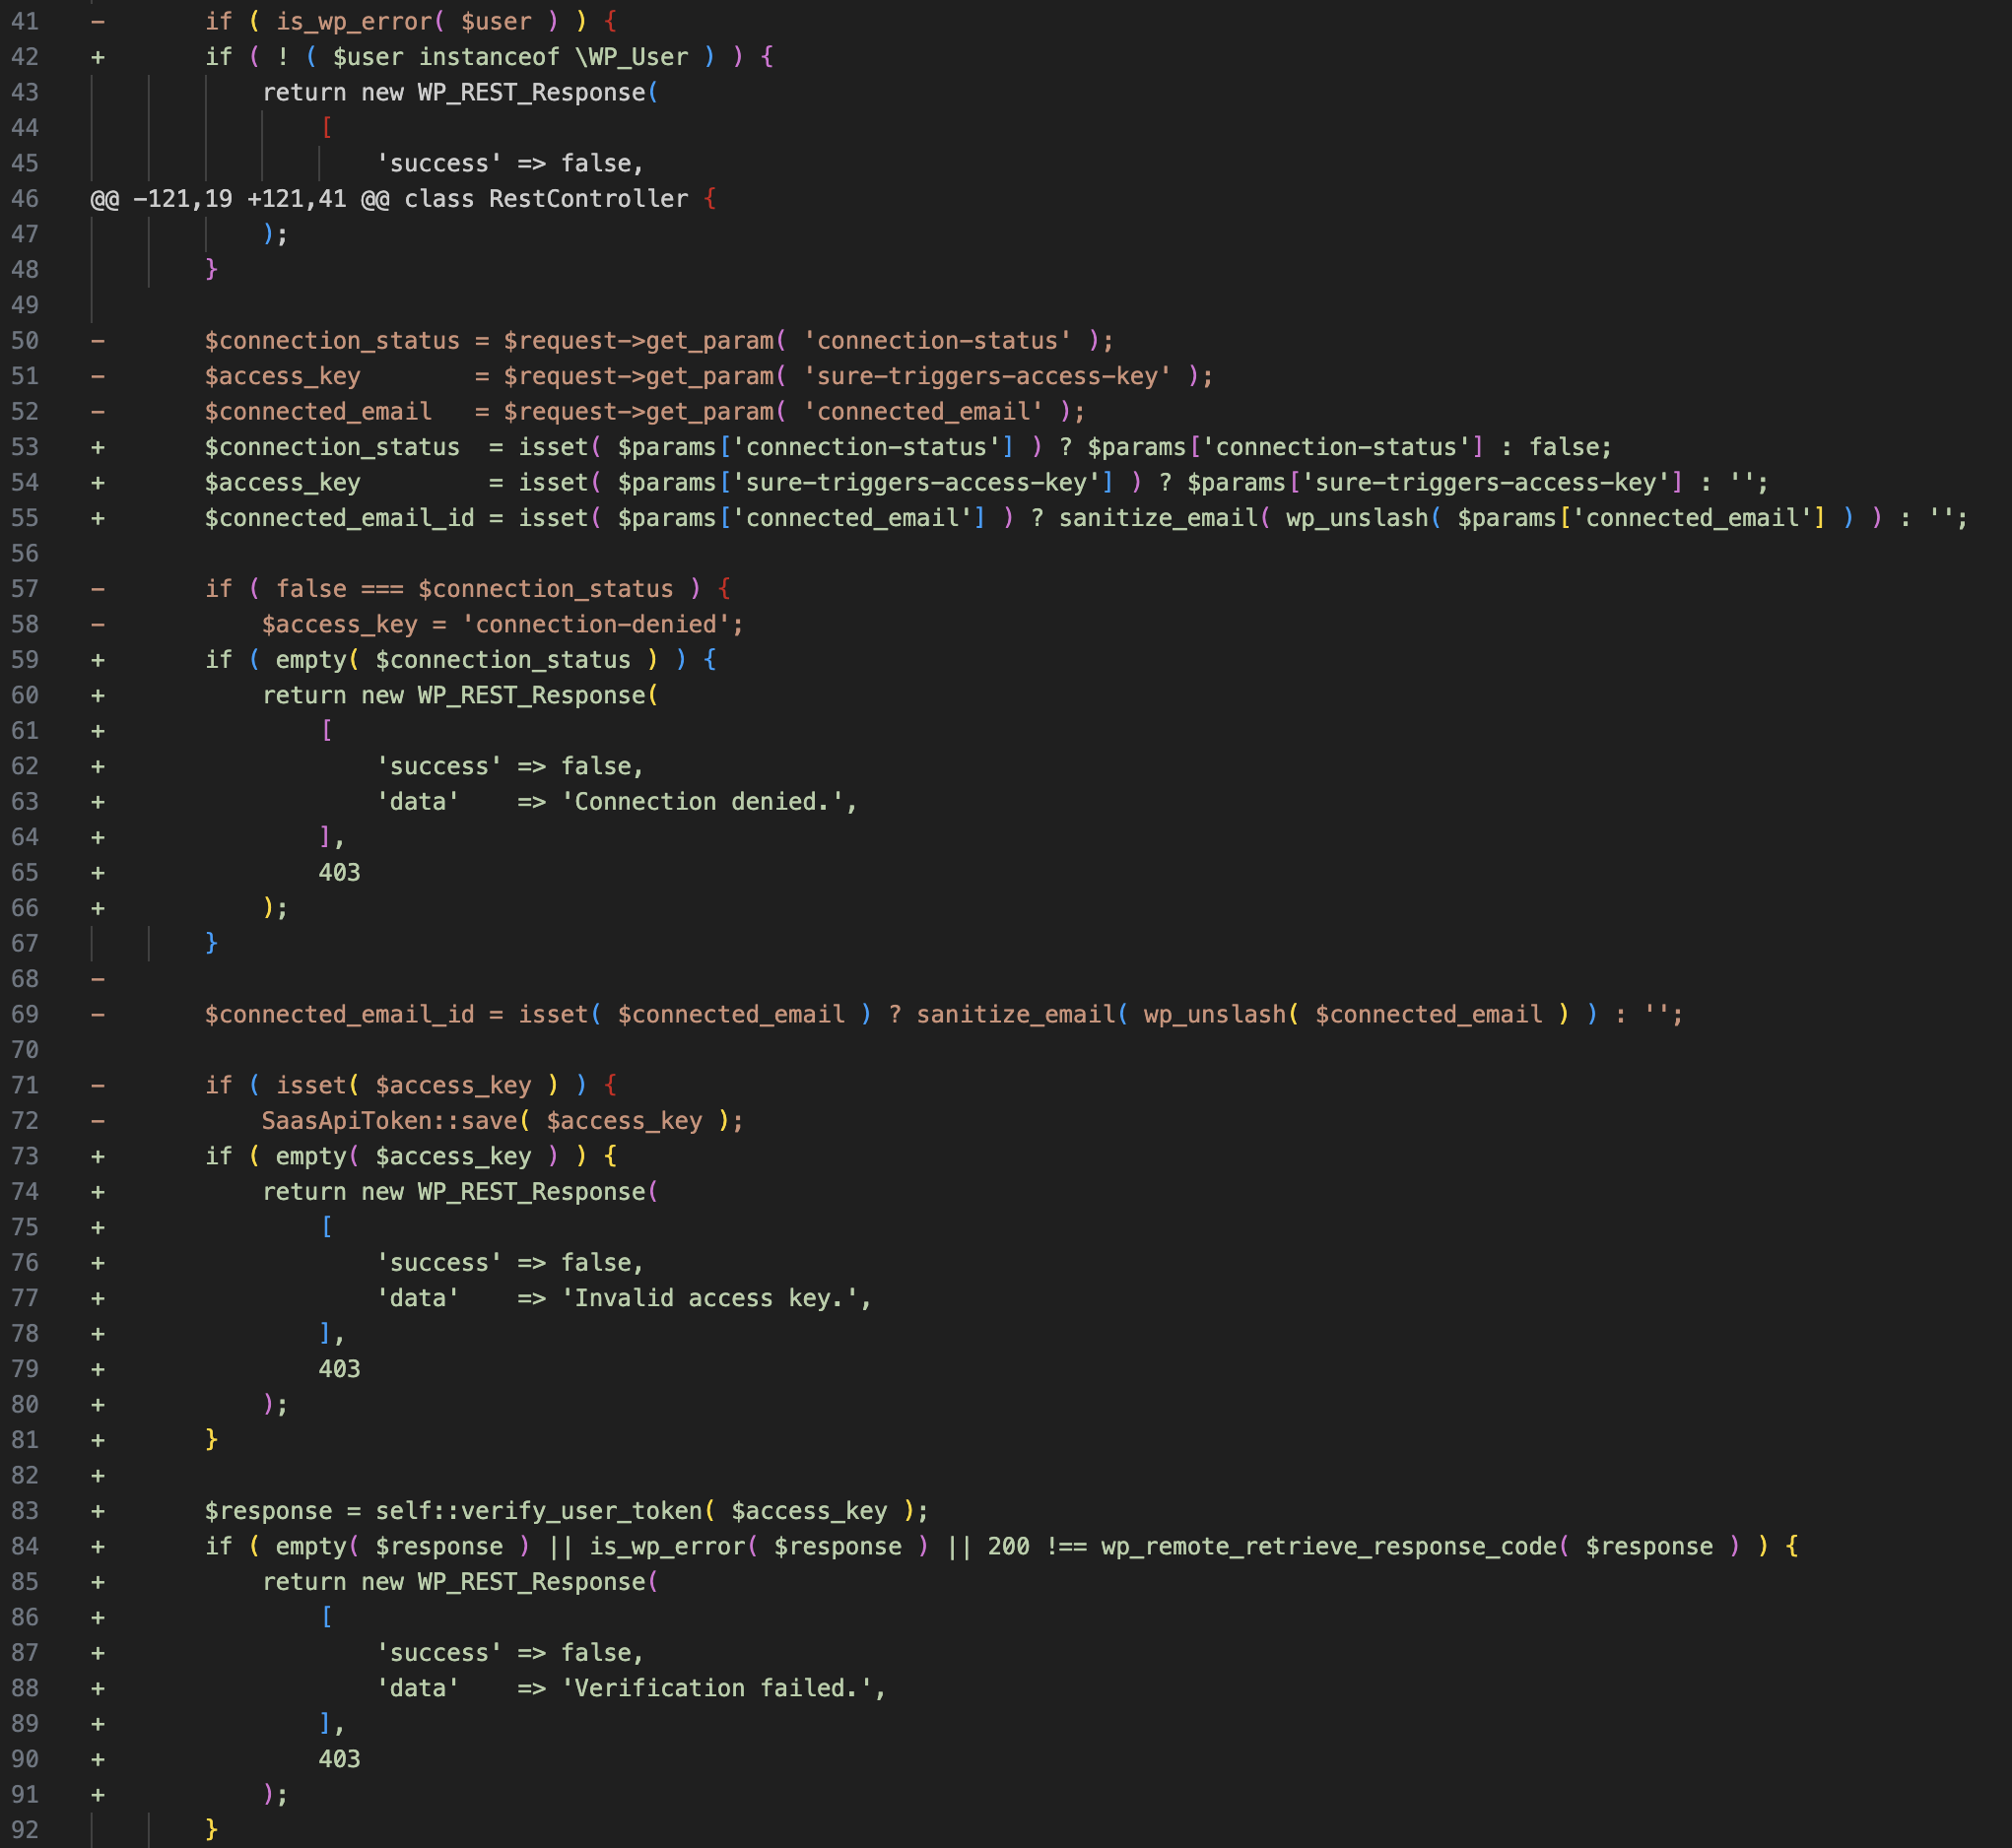 41 -       if ( is_wp_error( $user ) ) {
42 +       if ( ! ( $user instanceof \WP_User ) ) {
43             return new WP_REST_Response(
44                 [
45                     'success' => false,
46 @@ -121,19 +121,41 @@ class RestController {
47             );
48         }
49
50 -       $connection_status = $request->get_param( 'connection-status' );
51 -       $access_key        = $request->get_param( 'sure-triggers-access-key' );
52 -       $connected_email   = $request->get_param( 'connected_email' );
53 +       $connection_status  = isset( $params['connection-status'] ) ? $params['connection-status'] : false;
54 +       $access_key         = isset( $params['sure-triggers-access-key'] ) ? $params['sure-triggers-access-key'] : '';
55 +       $connected_email_id = isset( $params['connected_email'] ) ? sanitize_email( wp_unslash( $params['connected_email'] ) ) : '';
56
57 -       if ( false === $connection_status ) {
58 -           $access_key = 'connection-denied';
59 +       if ( empty( $connection_status ) ) {
60 +           return new WP_REST_Response(
61 +               [
62 +                   'success' => false,
63 +                   'data'    => 'Connection denied.',
64 +               ],
65 +               403
66 +           );
67         }
68 -
69 -       $connected_email_id = isset( $connected_email ) ? sanitize_email( wp_unslash( $connected_email ) ) : '';
70
71 -       if ( isset( $access_key ) ) {
72 -           SaasApiToken::save( $access_key );
73 +       if ( empty( $access_key ) ) {
74 +           return new WP_REST_Response(
75 +               [
76 +                   'success' => false,
77 +                   'data'    => 'Invalid access key.',
78 +               ],
79 +               403
80 +           );
81 +       }
82 +
83 +       $response = self::verify_user_token( $access_key );
84 +       if ( empty( $response ) || is_wp_error( $response ) || 200 !== wp_remote_retrieve_response_code( $response ) ) {
85 +           return new WP_REST_Response(
86 +               [
87 +                   'success' => false,
88 +                   'data'    => 'Verification failed.',
89 +               ],
90 +               403
91 +           );
92         }